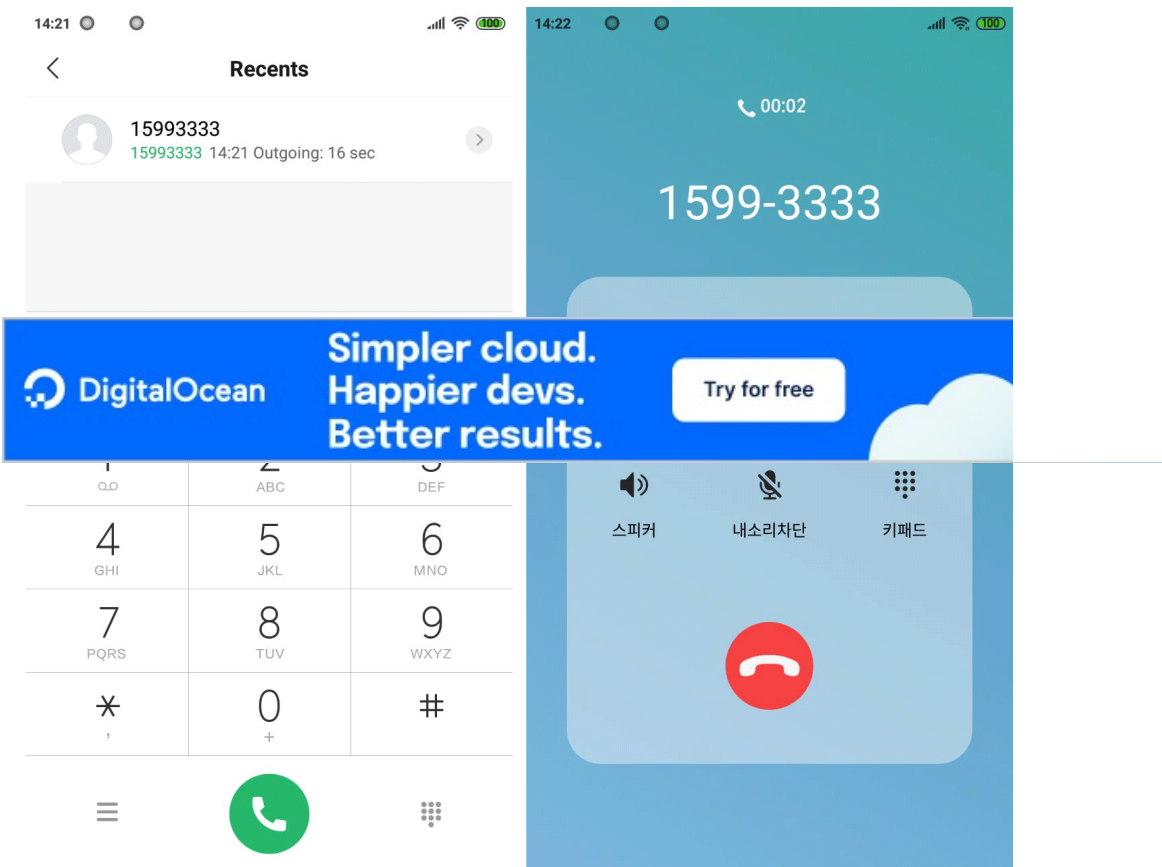 14:21
100
Recents
15993333
15993333 14:21 Outgoing: 16 sec
ABC
DEF
4
5
6
GHI
JKL
MNO
7
8
9
PQRS
TUV
WXYZ
*
0
#
,
+
14:22
100
00:02
1599-3333
스피커
내소리차단
키패드
DigitalOcean
Simpler cloud.
Happier devs.
Better results.
Try for free